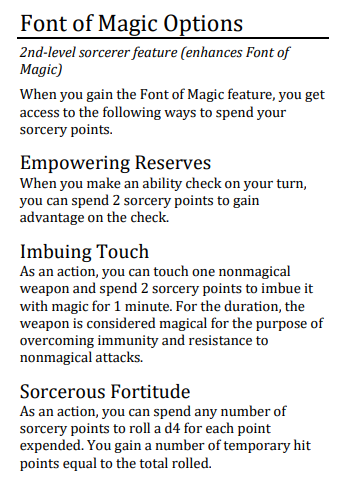 Font of Magic Options
2nd-level sorcerer feature (enhances Font of
Magic)
When you gain the Font of Magic feature, you get
access to the following ways to spend your
sorcery points.
Empowering Reserves
When you make an ability check on your turn,
you can spend 2 sorcery points to gain
advantage on the check.
Imbuing Touch
As an action, you can touch one nonmagical
weapon and spend 2 sorcery points to imbue it
with magic for 1 minute. For the duration, the
weapon is considered magical for the purpose of
overcoming immunity and resistance to
nonmagical attacks.
Sorcerous Fortitude
As an action, you can spend any number of
sorcery points to roll a d4 for each point
expended. You gain a number of temporary hit
points equal to the total rolled.